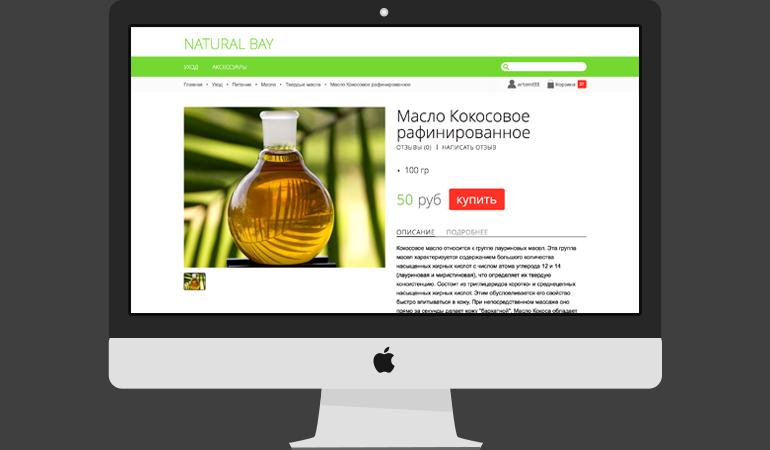 NATURAL BAY
УХОД АКСЕССУАРЫ
Главная • Уход • Питание • Масла • Твердые масла • Масло Кокосовое рафинированное
Корзина
Масло Кокосовое
рафинированное
ОТЗЫВЫ (0) | НАПИСАТЬ ОТЗЫВ
• 100 гр
50 руб купить
ОПИСАНИЕ ПОДРОБНЕЕ
Кокосовое масло относится к группе лауриновых масел. Эта группа
масел характеризуется содержанием большого количества
насыщенных жирных кислот с числом атома углерода 12 и 14
(лауриновая и миристиновая), что определяет их твердую
консистенцию. Состоит из триглицеридов коротко- и среднецепных
насыщенных жирных кислот. Этим обусловливается его свойство
быстро впитываться в кожу. При непосредственном массаже оно
прямо за секунды делает кожу "бархатной". Масло Кокоса обладает